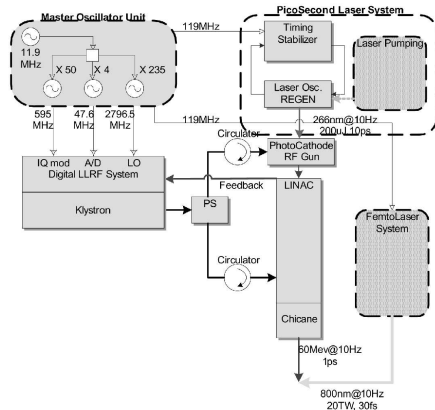 Master Oscillator Unit
11.9
MHz
X 50
X 4
X 235
119MHz
PicoSecond Laser System
Timing
Stabilizer
Laser Pumping
Laser Osc.
REGEN
595
MHz
47.6
MHz
2796.5
MHz
119MHz
266nm@10Hz
200uJ,10ps
Circulator
PhotoCathode
RF Gun
IQ mod
A/D
LO
Digital LLRF System
Klystron
Feedback
PS
LINAC
Circulator
Chicane
FemtoLaser
System
60Mev@10Hz
1ps
800nm@10Hz
20TW, 30fs